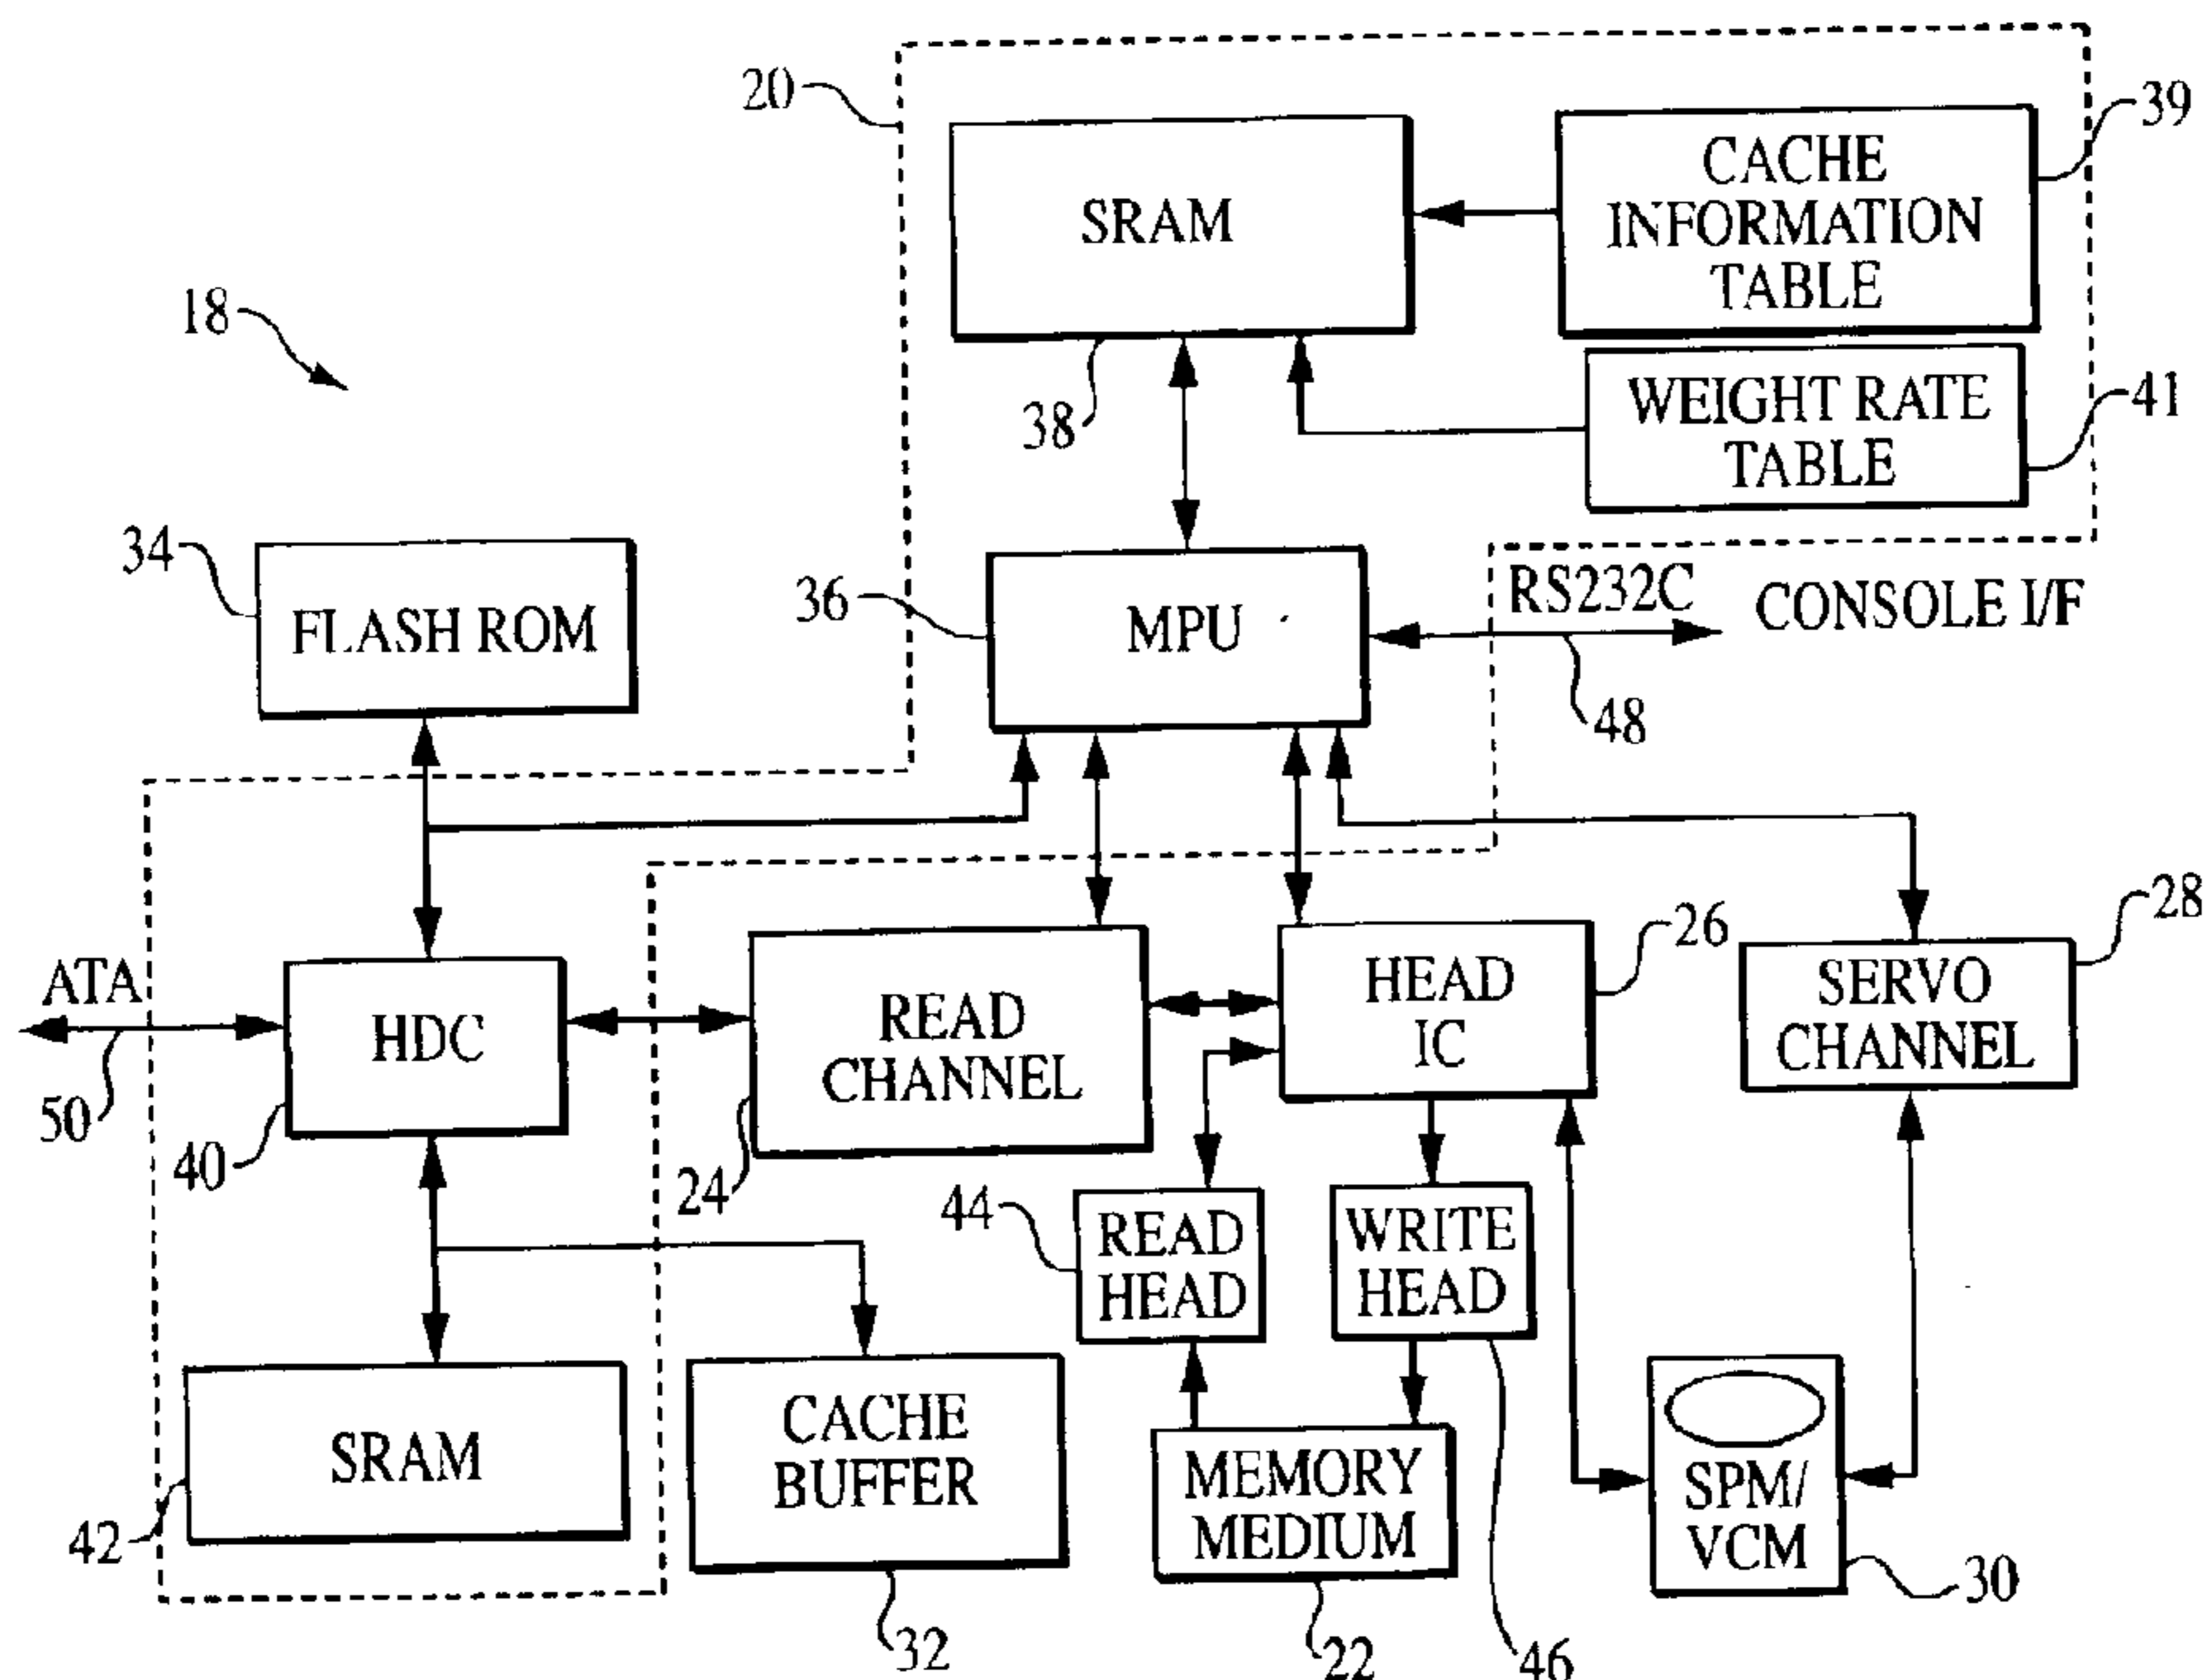 20
SRAM
CACHE
INFORMATION
TABLE
39
18
38
WEIGHT RATE
TABLE
41
34
FLASH ROM
36
MPU
RS232C
CONSOLE I/F
48
ATA
50
HDC
40
READ
CHANNEL
24
HEAD
IC
26
SERVO
CHANNEL
28
44
READ
HEAD
WRITE
HEAD
SRAM
42
CACHE
BUFFER
32
MEMORY
MEDIUM
22
46
SPM/
VCM
30